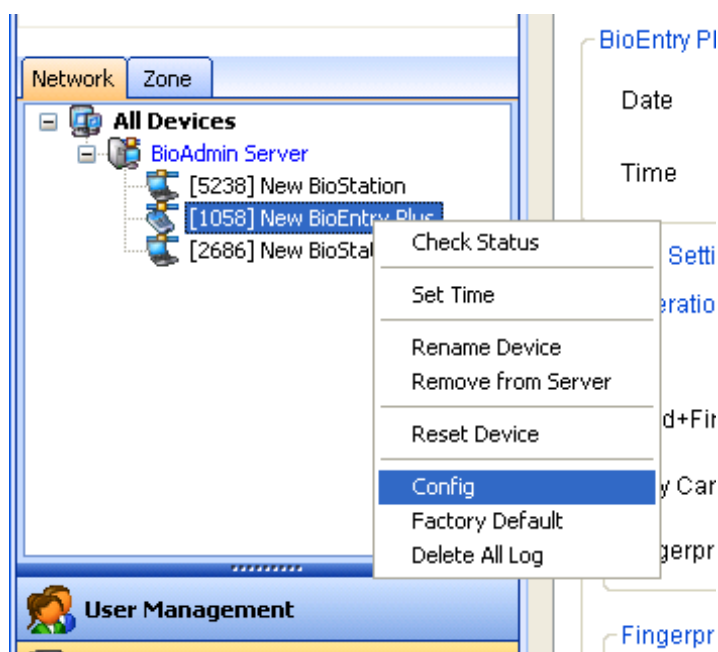 BioEntry Pl
Network Zone
Date
All Devices
BioAdmin Server
Time
[5238] New BioStation
[1058] New BioEntry Plus
[2686] New BioStat
Check Status
Setti
Set Time
eratio
Rename Device
Remove from Server
d+Fin
Reset Device
Config
y Car
Factory Default
Delete All Log
gerpr
User Management
Fingerpr